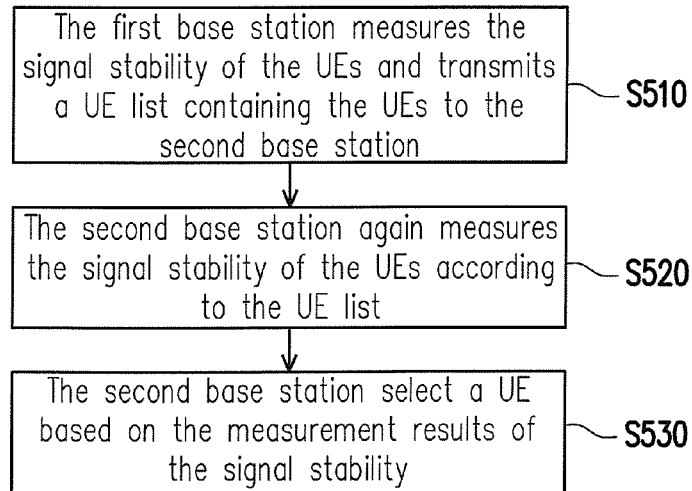 The first base station measures the
signal stability of the UEs and transmits
a UE list containing the UEs to the
second base station
S510
The second base station again measures
the signal stability of the UEs according
to the UE list
S520
The second base station select a UE
based on the measurement results of
the signal stability
S530